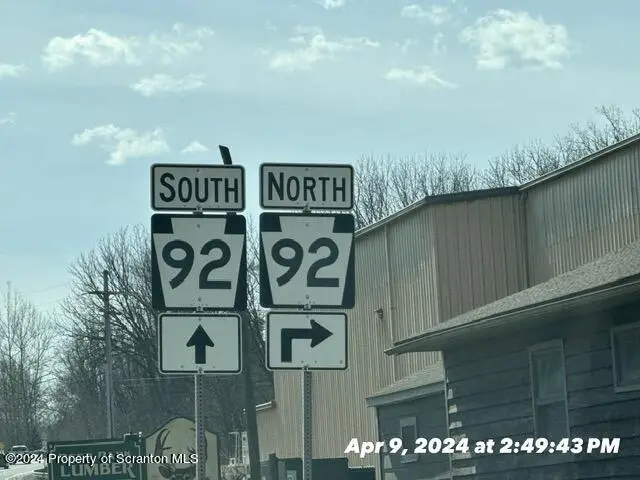 SOUTH NORTH
92 92
LUMBER
Apr 9, 2024 at 2:49:43 PM
©2024 Property of Scranton MLS